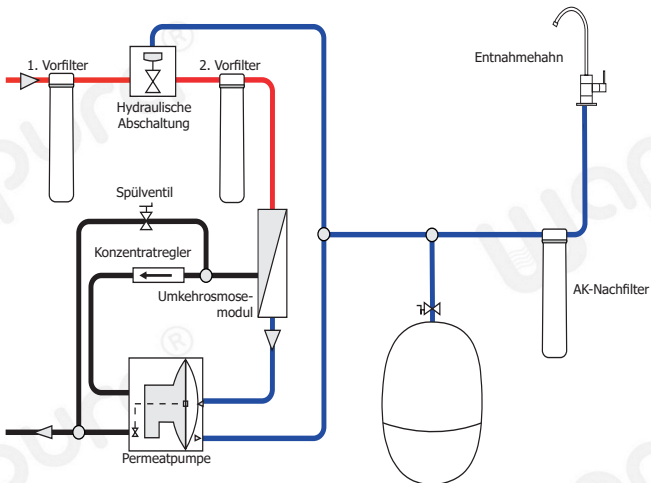 1. Vorfilter
2. Vorfilter
Entnahmehahn
Hydraulische
Abschaltung
Spülventil
Konzentratregler
Umkehrosmose-
modul
AK-Nachfilter
Permeatpumpe